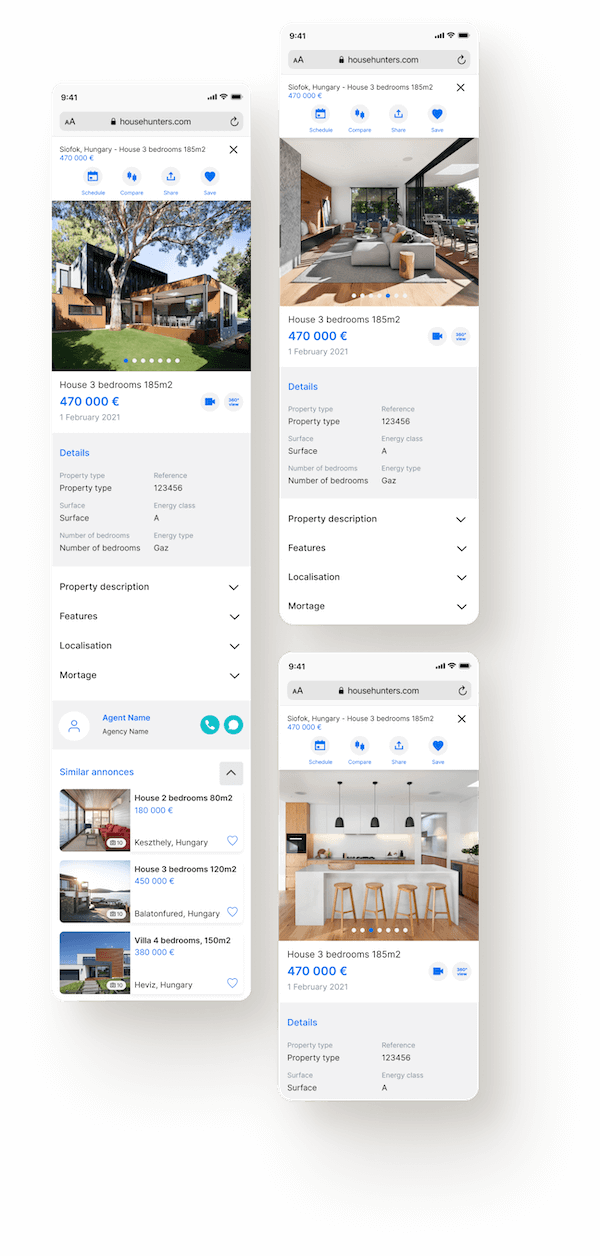 9:41
AA househunters.com
Siofok, Hungary - House 3 bedrooms 185m2
470 000 €
Schedule Compare Share Save
House 3 bedrooms 185m2
470 000 €
360° view
1 February 2021
Details
Property type Reference
Property type 123456
Surface Energy class
Surface A
Number of bedrooms Energy type
Number of bedrooms Gaz
Property description
Features
Localisation
Mortage
Agent Name
Agency Name
Similar annonces
House 2 bedrooms 80m2
180 000 €
10
Keszthely, Hungary
House 3 bedrooms 120m2
450 000 €
10
Balatonfured, Hungary
Villa 4 bedrooms, 150m2
380 000 €
10
Heviz, Hungary
9:41
AA househunters.com
Siofok, Hungary - House 3 bedrooms 185m2
470 000 €
Schedule Compare Share Save
House 3 bedrooms 185m2
470 000 €
360° view
1 February 2021
Details
Property type Reference
Property type 123456
Surface Energy class
Surface A
Number of bedrooms Energy type
Number of bedrooms Gaz
Property description
Features
Localisation
Mortage
9:41
AA househunters.com
Siofok, Hungary - House 3 bedrooms 185m2
470 000 €
Schedule Compare Share Save
House 3 bedrooms 185m2
470 000 €
360° view
1 February 2021
Details
Property type Reference
Property type 123456
Surface Energy class
Surface A